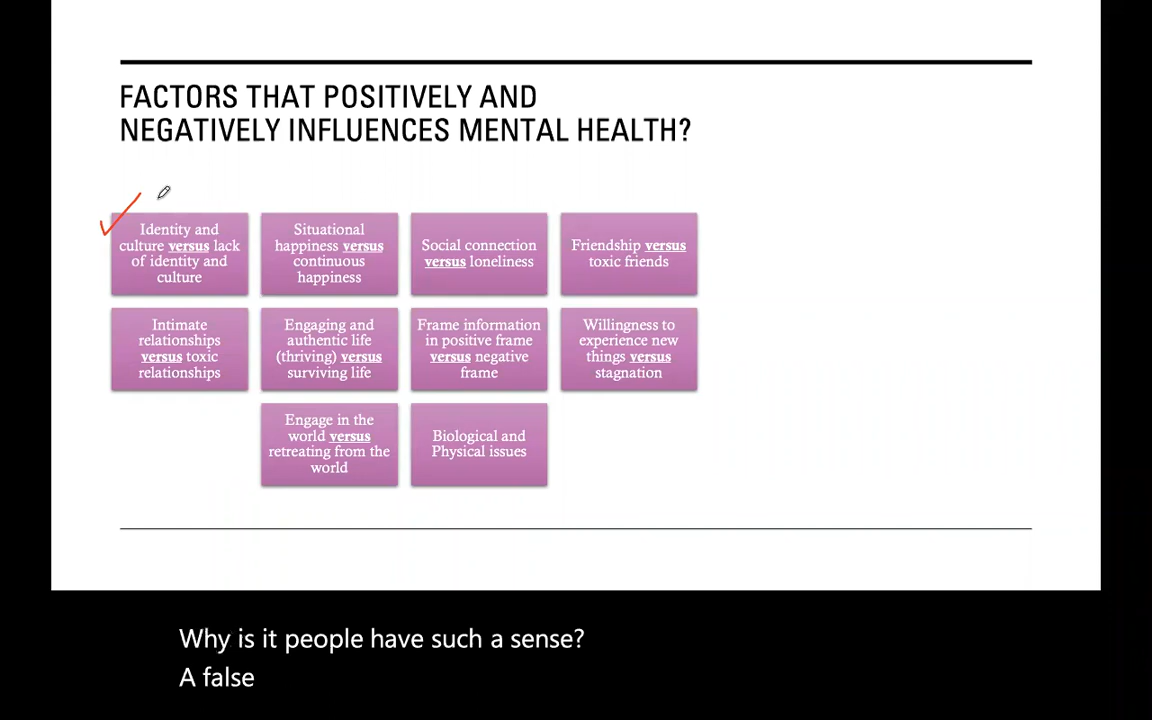 FACTORS THAT POSITIVELY AND
NEGATIVELY INFLUENCES MENTAL HEALTH?
Identity and
culture versus lack
of identity and
culture
Situational
happiness versus
continuous
happiness
Social connection
versus loneliness
Friendship versus
toxic friends
Intimate
relationships
versus toxic
relationships
Engaging and
authentic life
(thriving) versus
surviving life
Frame information
in positive frame
versus negative
frame
Willingness to
experience new
things versus
stagnation
Engage in the
world versus
retreating from the
world
Biological and
Physical issues
Why is it people have such a sense?
A false